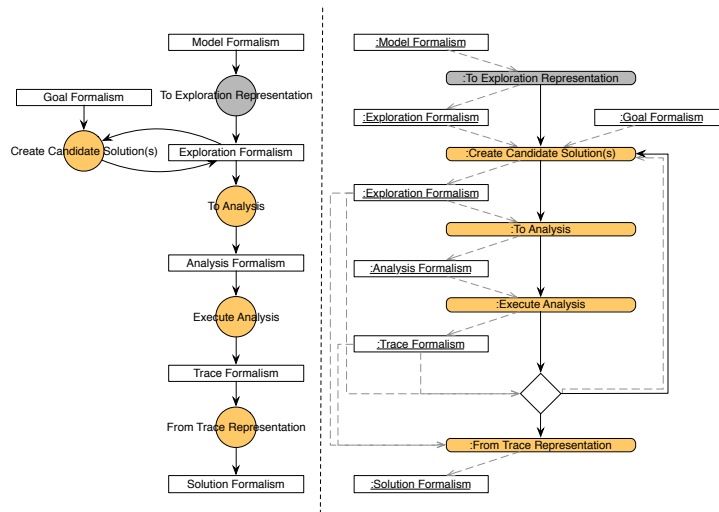 Model Formalism
To Exploration Representation
Goal Formalism
Create Candidate Solution(s)
Exploration Formalism
To Analysis
Analysis Formalism
Execute Analysis
Trace Formalism
From Trace Representation
Solution Formalism
:Model Formalism
:To Exploration Representation
:Exploration Formalism
:Goal Formalism
:Create Candidate Solution(s)
:Exploration Formalism
:To Analysis
:Analysis Formalism
:Execute Analysis
:Trace Formalism
:From Trace Representation
:Solution Formalism